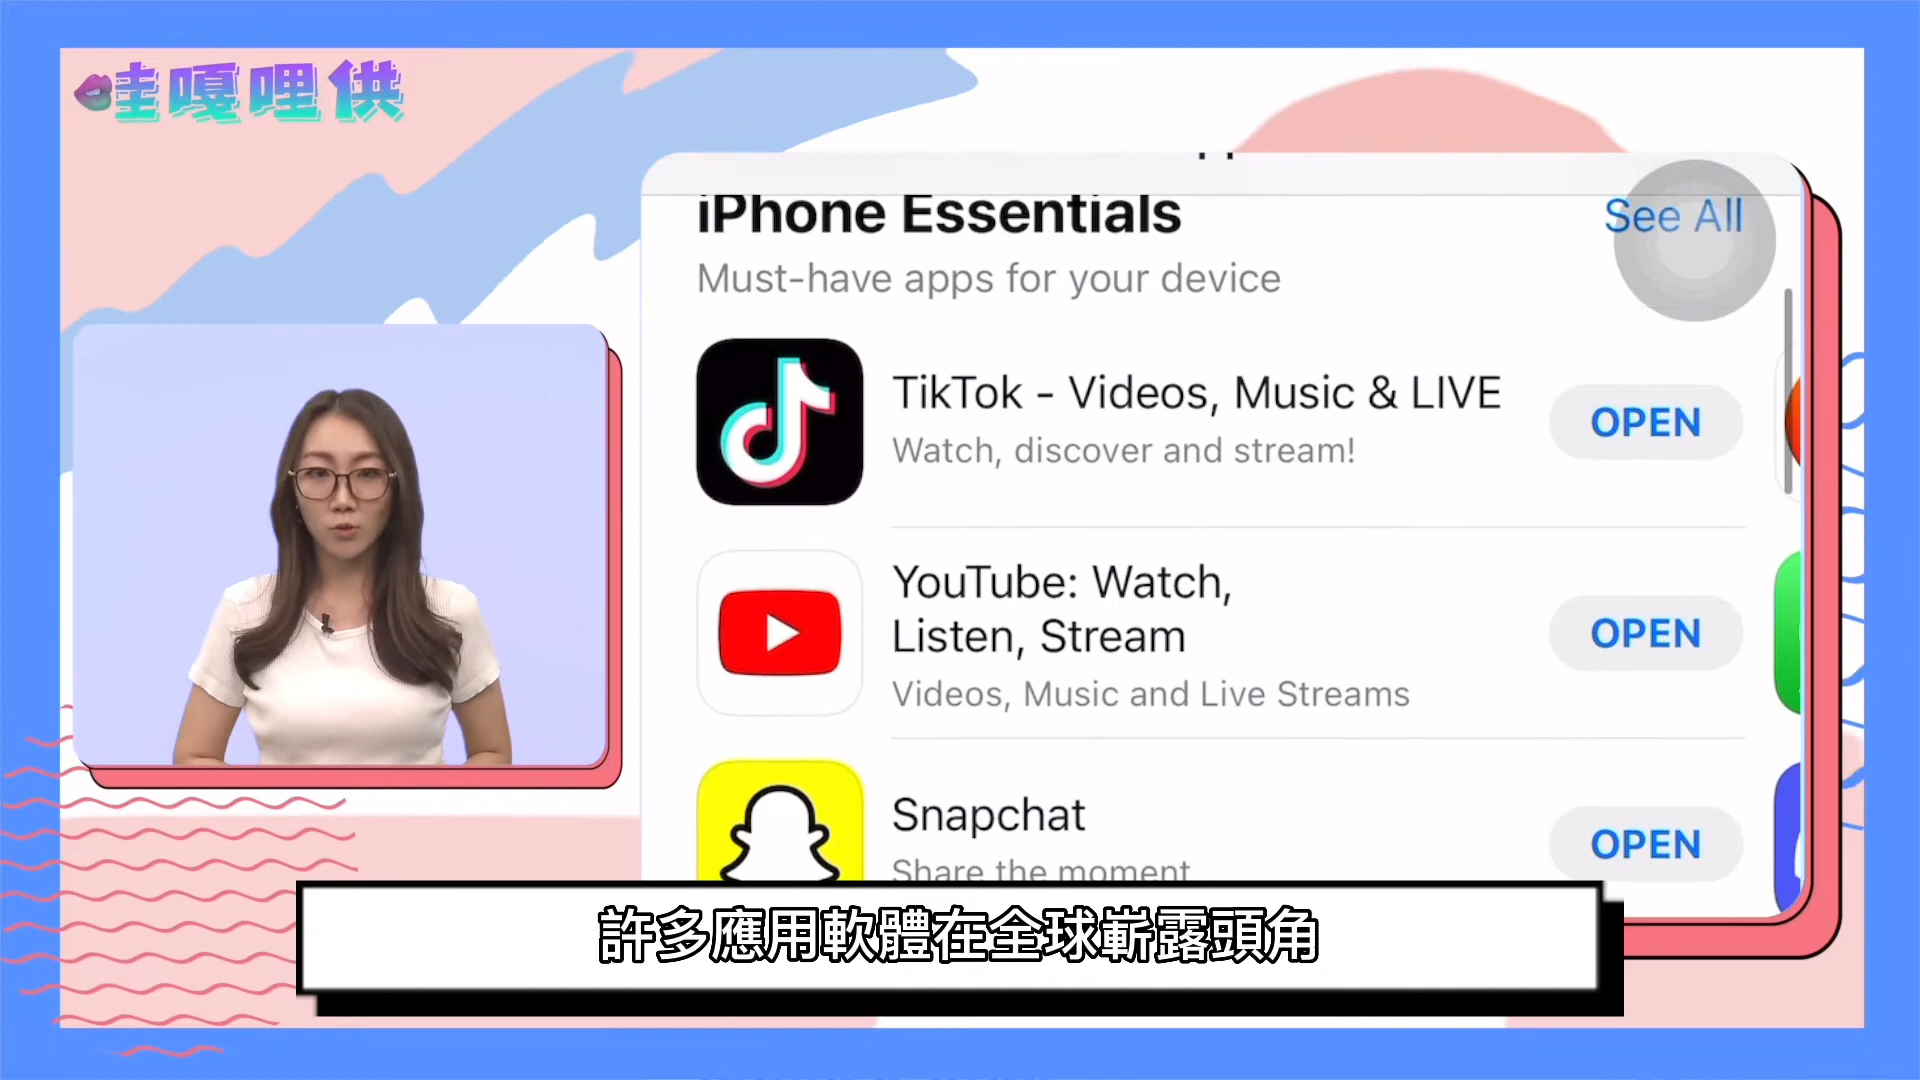 哇嘎哩供
iPhone Essentials
See All
Must-have apps for your device
TikTok - Videos, Music & LIVE
Watch, discover and stream!
OPEN
YouTube: Watch,
Listen, Stream
Videos, Music and Live Streams
OPEN
Snapchat
Share the moment
OPEN
許多應用軟體在全球嶄露頭角